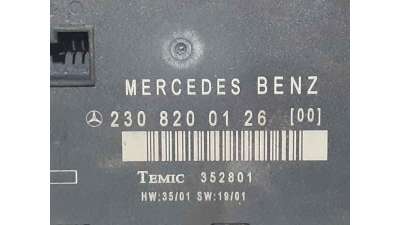 MERCEDES BENZ
230 820 01 26 [00]
TEMIC 352801
HW:35/01 SW:19/01